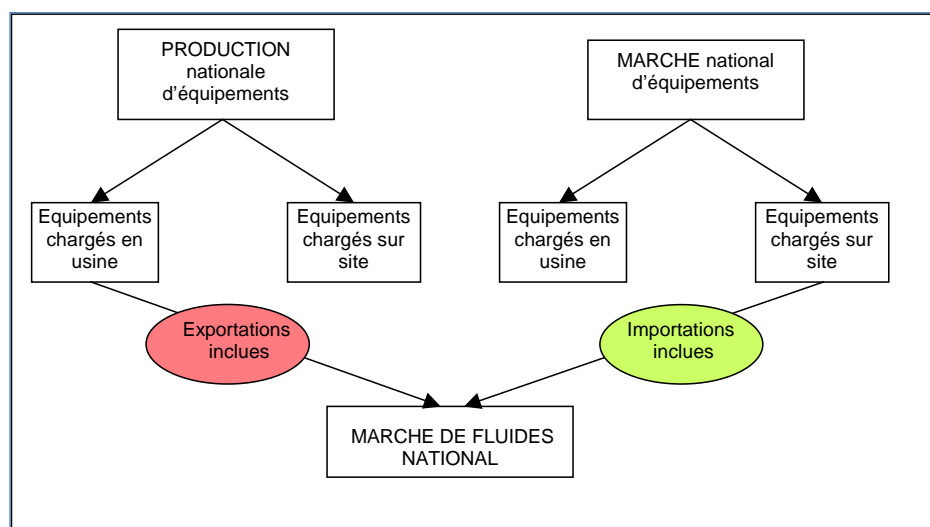 PRODUCTION
nationale
d'équipements
MARCHE national
d'équipements
Equipements
chargés en
usine
Equipements
chargés sur
site
Equipements
chargés en
usine
Equipements
chargés sur
site
Exportations
inclues
Importations
inclues
MARCHE DE FLUIDES
NATIONAL